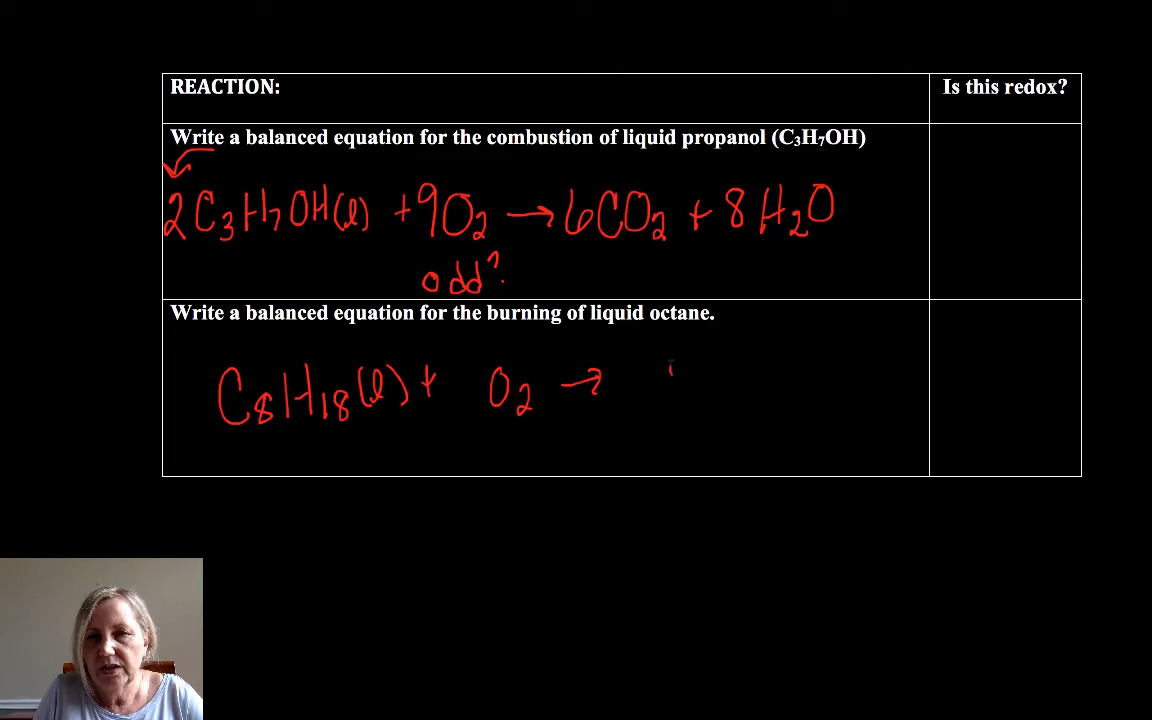 REACTION:
Is this redox?
Write a balanced equation for the combustion of liquid propanol (C₃H₇OH)
2C₃H₇OH(l) + 9O₂ → 6CO₂ + 8H₂O
odd?
Write a balanced equation for the burning of liquid octane.
C₈H₁₈(l) + O₂ →